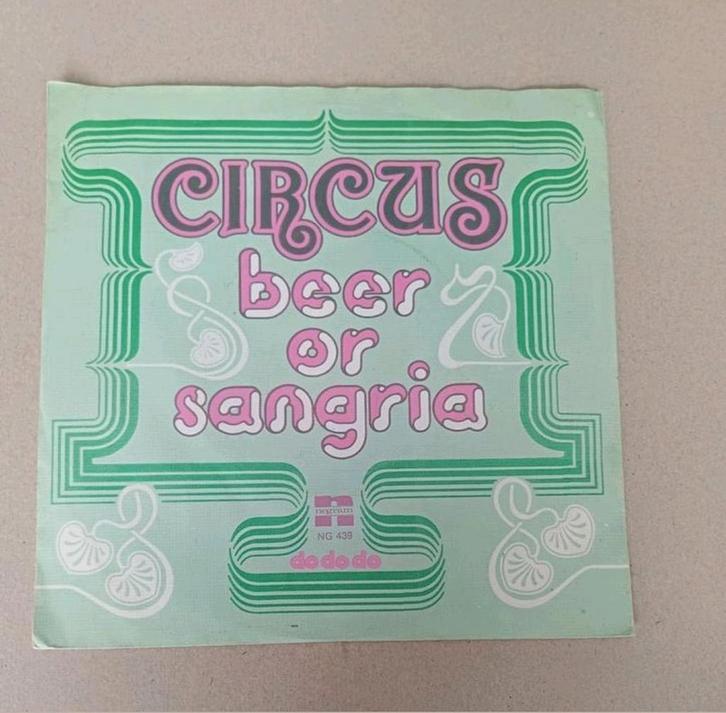 CIRCUS
beer
or
sangria
n
negram
NG 439
do do do